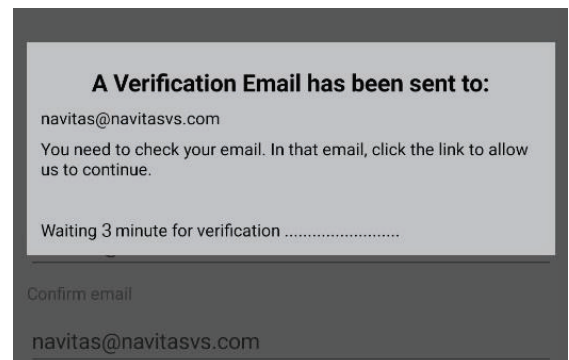 A Verification Email has been sent to:
navitas@navitasvs.com
You need to check your email. In that email, click the link to allow
us to continue.
Waiting 3 minute for verification .........................
Confirm email
navitas@navitasvs.com